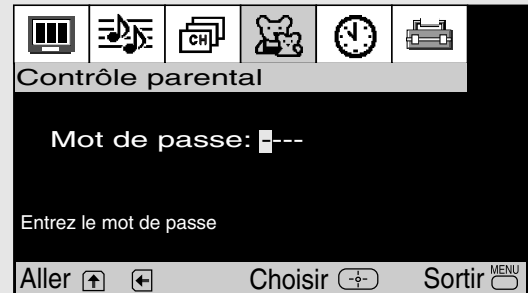 CH
Contrôle parental
Mot de passe: ----
Entrez le mot de passe
Aller Choisir Sortir MENU